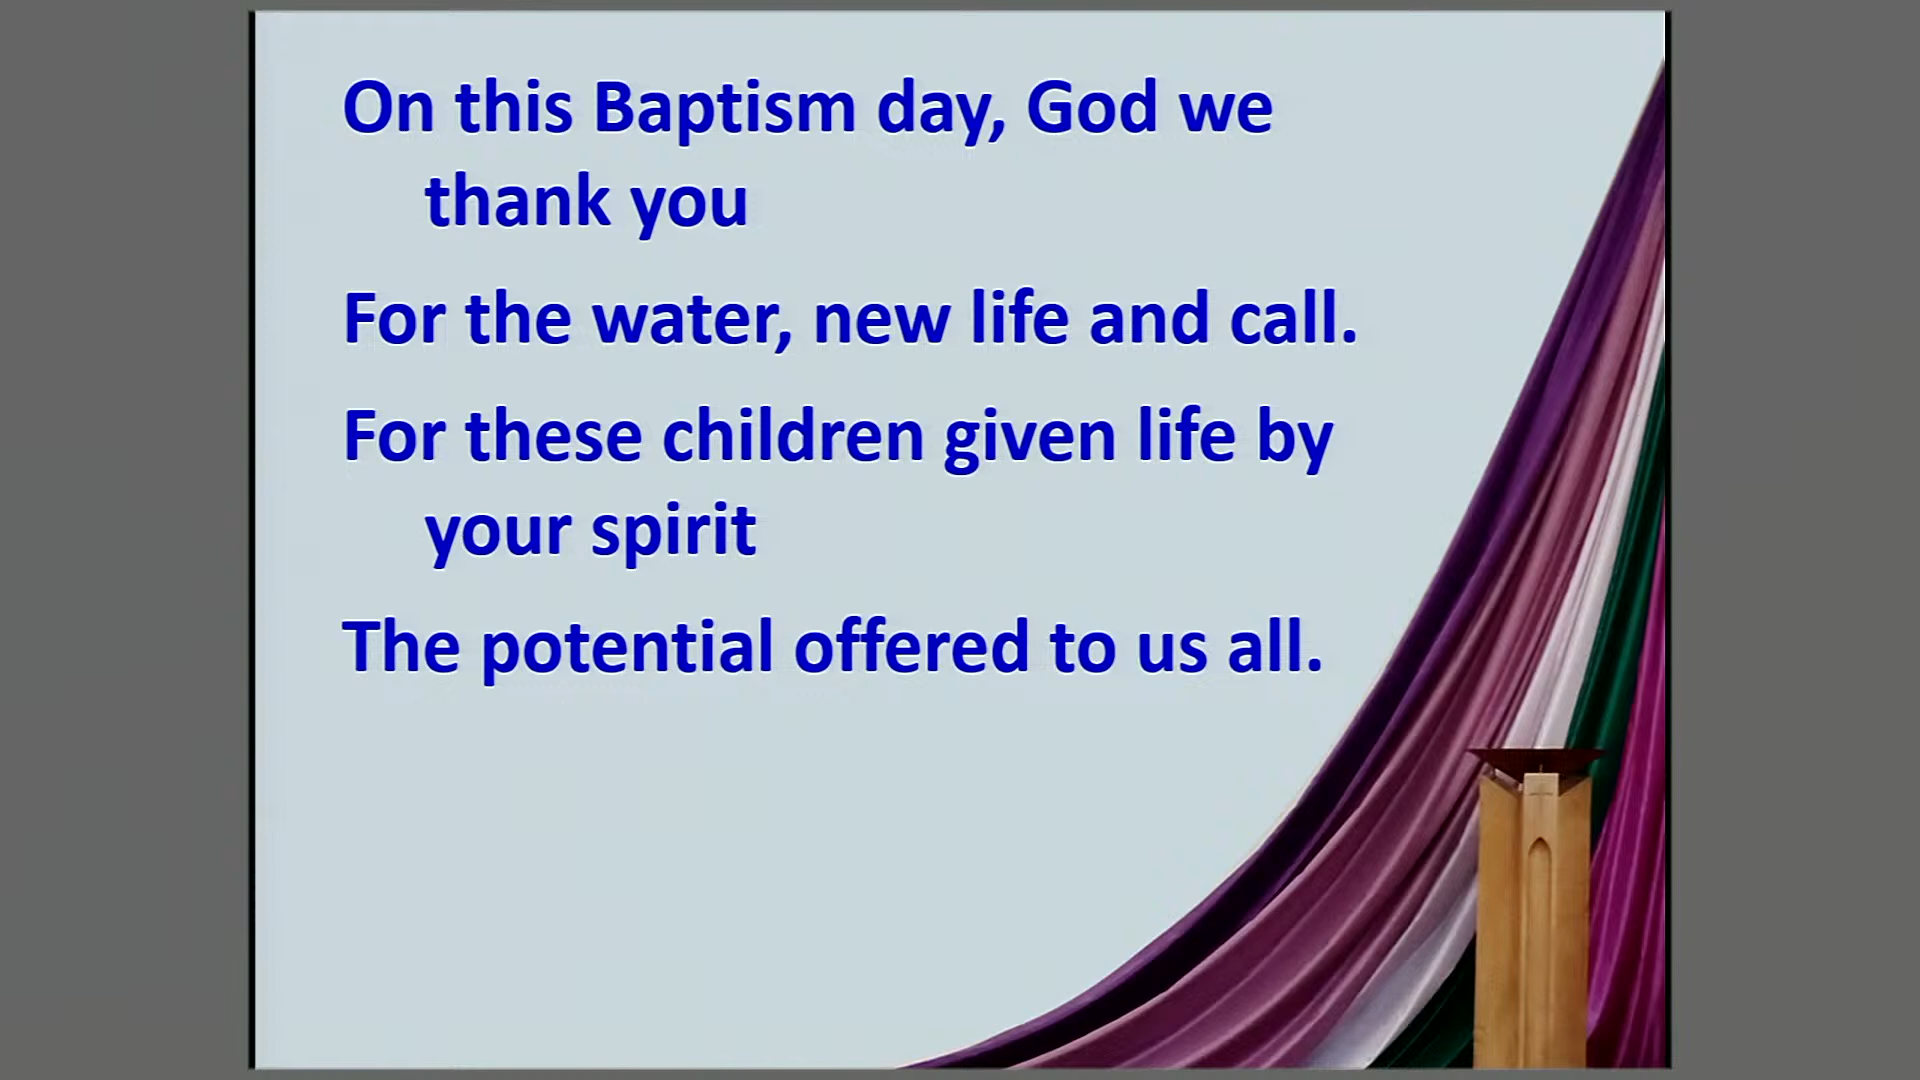 On this Baptism day, God we
thank you
For the water, new life and call.
For these children given life by
your spirit
The potential offered to us all.